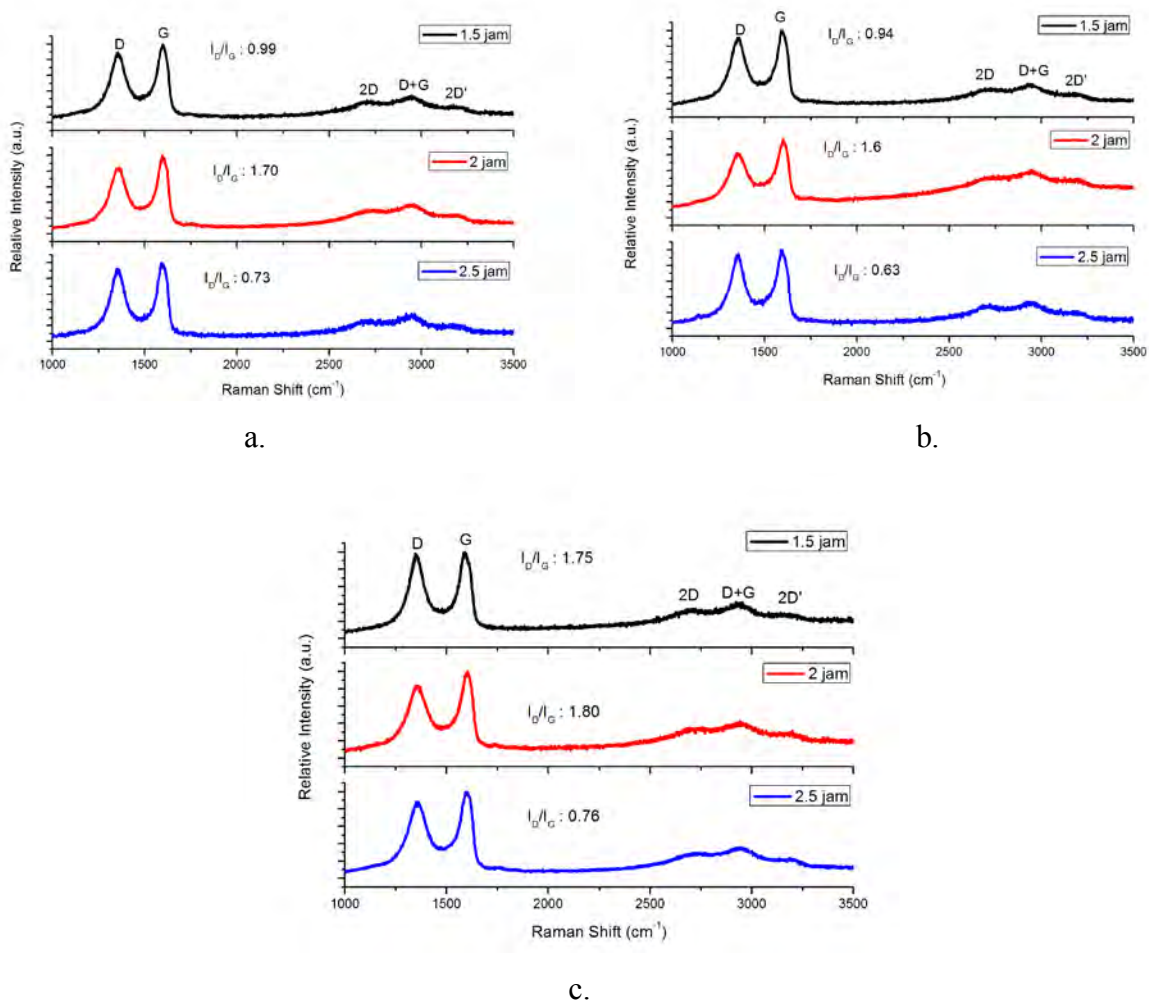 D
G
I_D/I_G : 0.99
1.5 jam
2D
D+G
2D'
I_D/I_G : 1.70
2 jam
I_D/I_G : 0.73
2.5 jam
Relative Intensity (a.u.)
1000 1500 2000 2500 3000 3500
Raman Shift (cm⁻¹)
a.
D
G
I_D/I_G : 0.94
1.5 jam
2D
D+G
2D'
I_D/I_G : 1.6
2 jam
I_D/I_G : 0.63
2.5 jam
Relative Intensity (a.u.)
1000 1500 2000 2500 3000 3500
Raman Shift (cm⁻¹)
b.
D
G
I_D/I_G : 1.75
1.5 jam
2D
D+G
2D'
I_D/I_G : 1.80
2 jam
I_D/I_G : 0.76
2.5 jam
Relative Intensity (a.u.)
1000 1500 2000 2500 3000 3500
Raman Shift (cm⁻¹)
c.